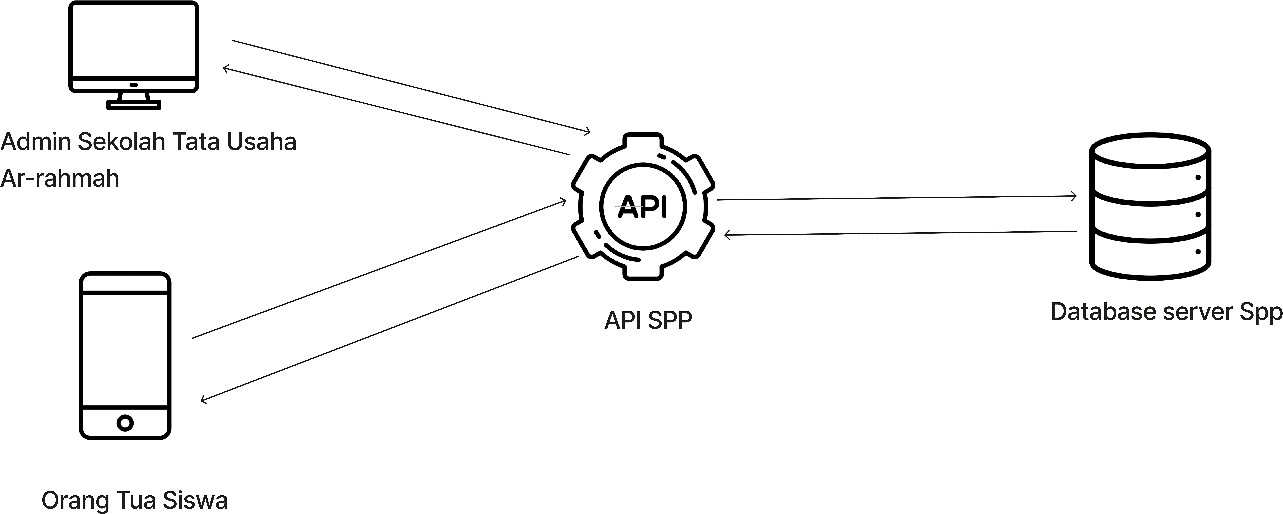 Admin Sekolah Tata Usaha
Ar-rahmah
API
API SPP
Database server Spp
Orang Tua Siswa